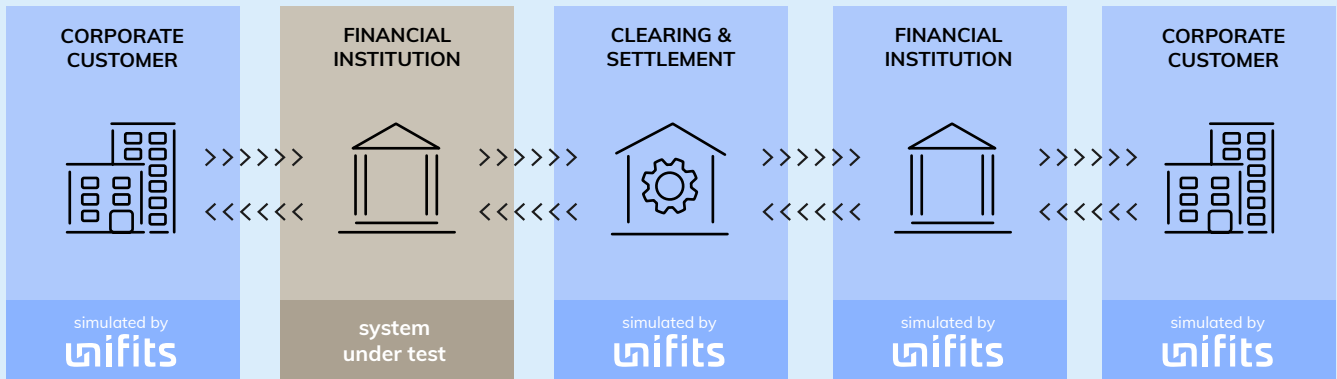 CORPORATE
CUSTOMER
FINANCIAL
INSTITUTION
CLEARING &
SETTLEMENT
FINANCIAL
INSTITUTION
CORPORATE
CUSTOMER
simulated by
unifits
system
under test
simulated by
unifits
simulated by
unifits
simulated by
unifits